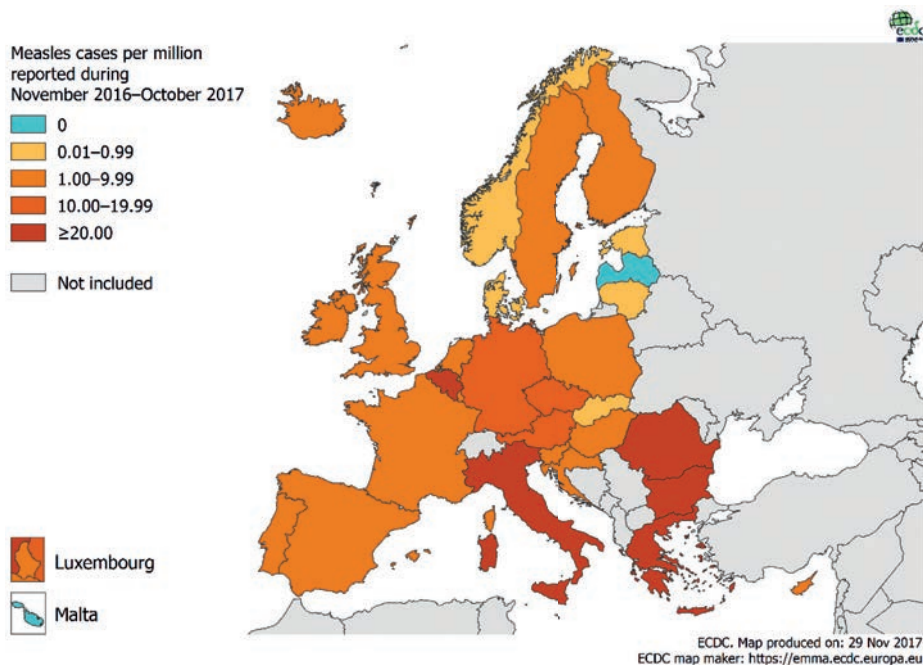 ecdc
Measles cases per million
reported during
November 2016–October 2017
0
0.01–0.99
1.00–9.99
10.00–19.99
≥20.00
Not included
Luxembourg
Malta
ECDC. Map produced on: 29 Nov 2017
ECDC map maker: https://emma.ecdc.europa.eu